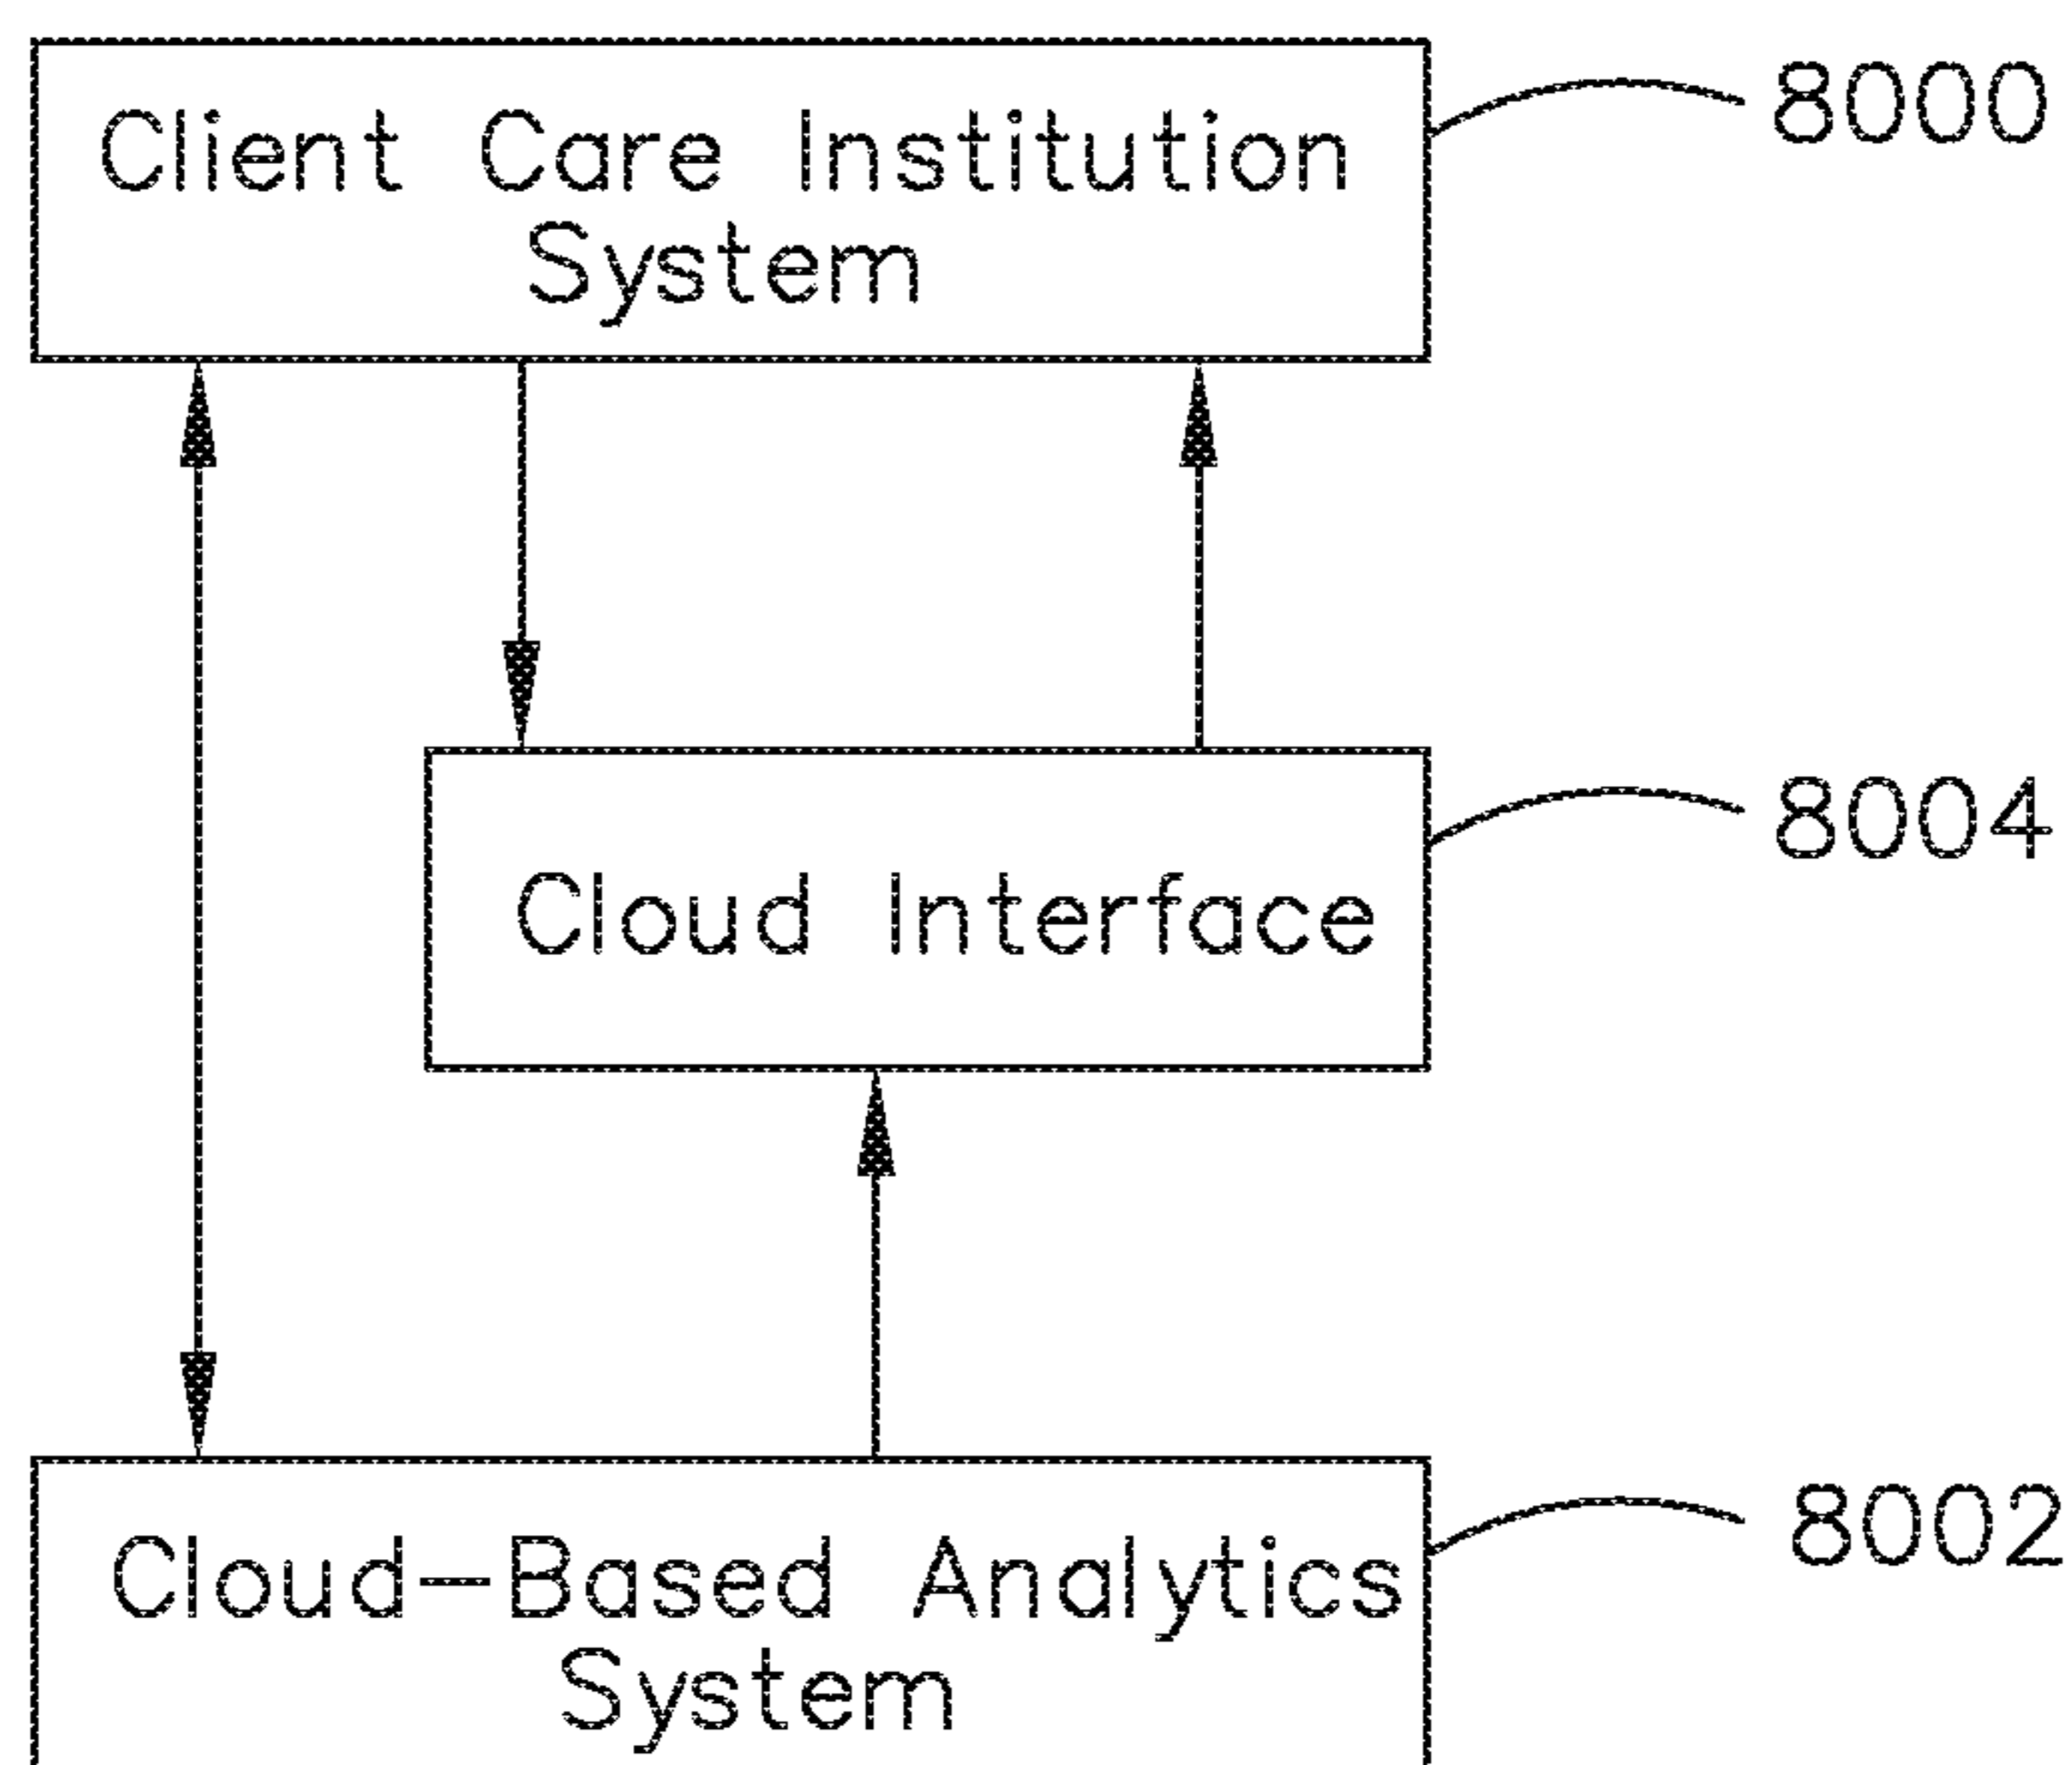 Client Care Institution
System
8000
Cloud Interface
8004
Cloud-Based Analytics
System
8002